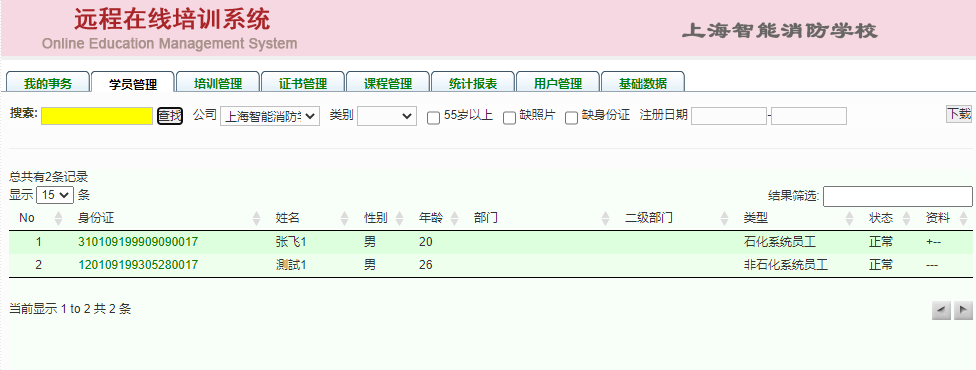 远程在线培训系统
Online Education Management System
上海智能消防学校
我的事务 学员管理 培训管理 证书管理 课程管理 统计报表 用户管理 基础数据
搜索: 查找 公司 上海智能消防学 类别 55岁以上 缺照片 缺身份证 注册日期 - 下载
总共有2条记录
显示 15 条 结果筛选:
No 身份证 姓名 性别 年龄 部门 二级部门 类型 状态 资料
1 310109199909090017 张飞1 男 20 石化系统员工 正常 +--
2 120109199305280017 測試1 男 26 非石化系统员工 正常 ---
当前显示 1 to 2 共 2 条